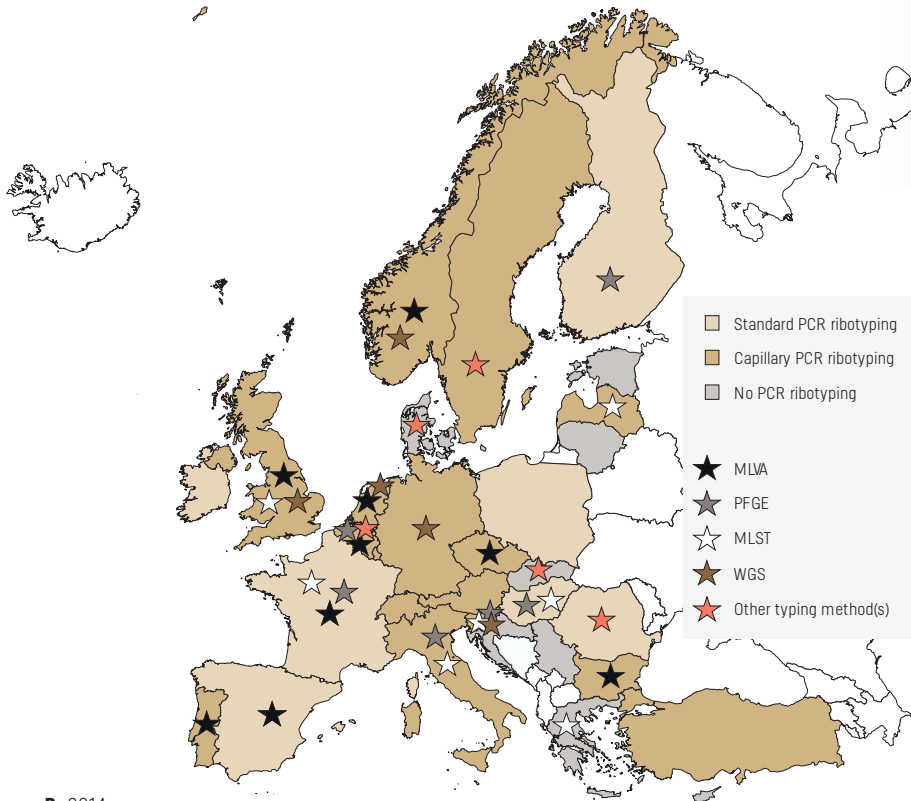 Standard PCR ribotyping
Capillary PCR ribotyping
No PCR ribotyping
MLVA
PFGE
MLST
WGS
Other typing method(s)